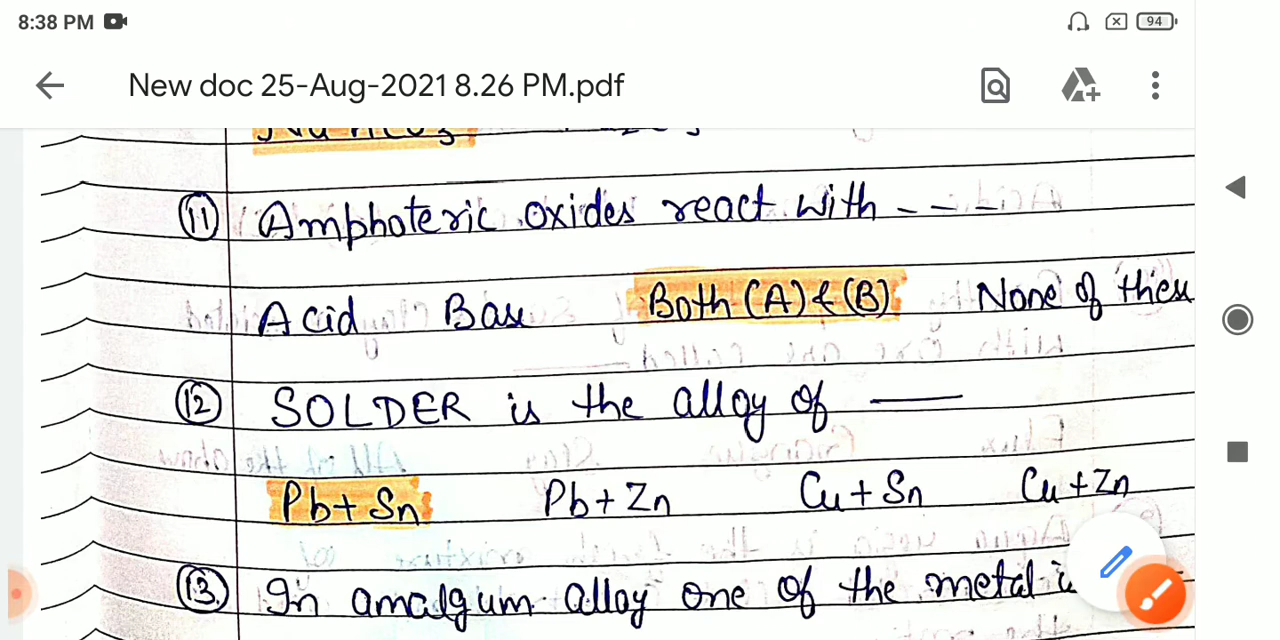 8:38 PM
94
New doc 25-Aug-2021 8.26 PM.pdf
(11) Amphoteric oxides react with - - -
Acid Base Both (A) & (B) None of these
(12) SOLDER is the alloy of ——
Pb + Sn Pb + Zn Cu + Sn Cu + Zn
(13) In amalgum alloy one of the metal